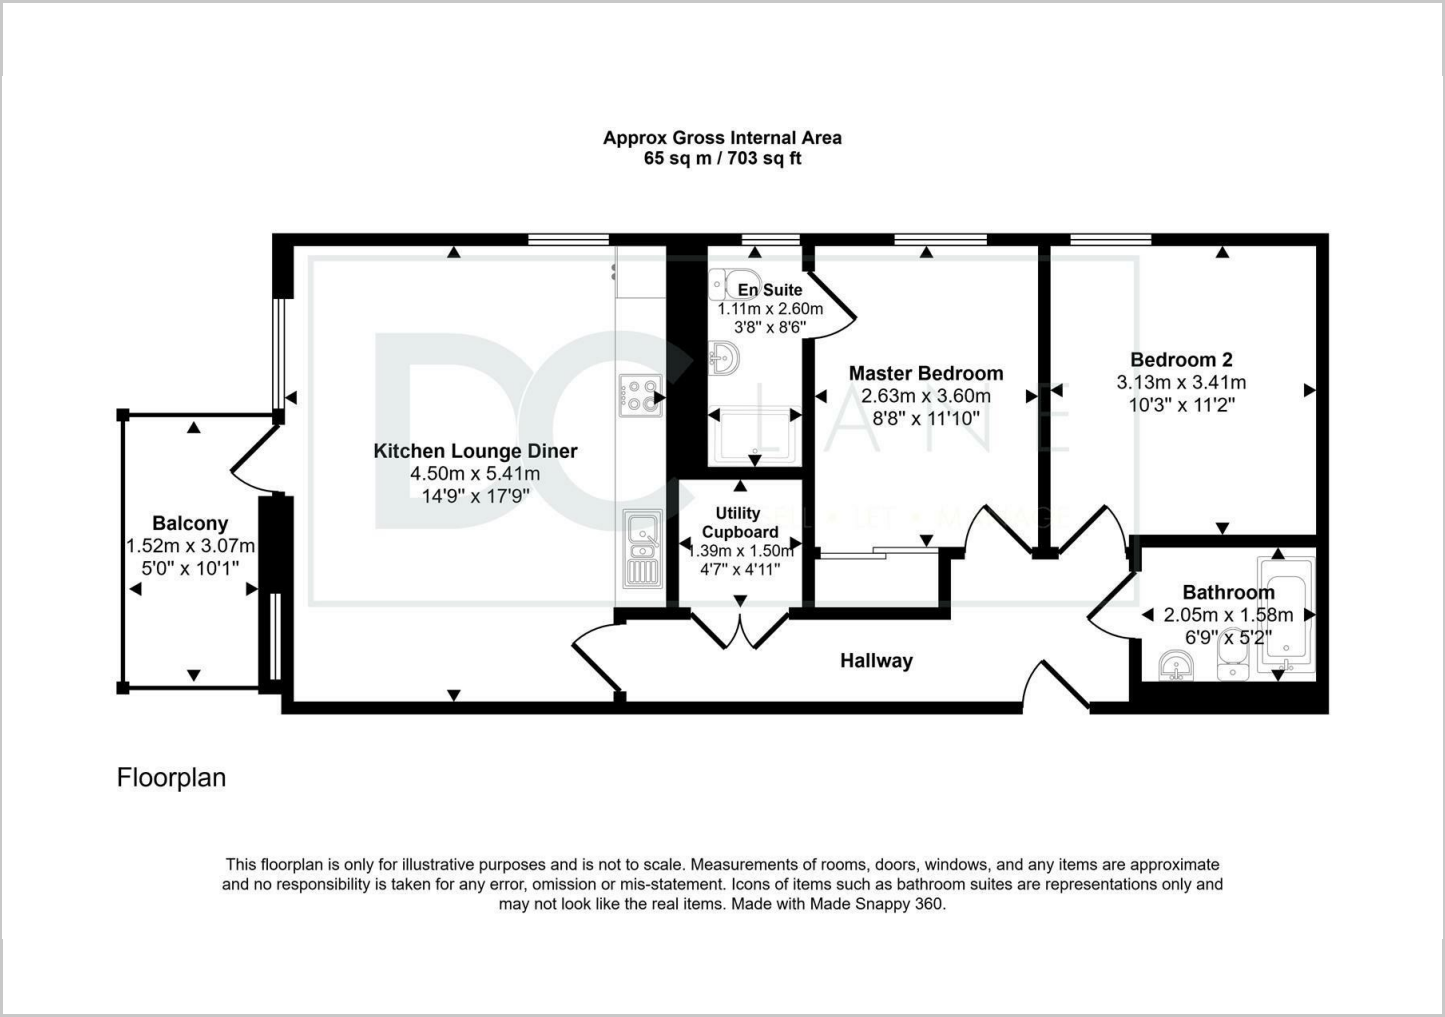 Approx Gross Internal Area
65 sq m / 703 sq ft
En Suite
1.11m x 2.60m
3'8" x 8'6"
Master Bedroom
2.63m x 3.60m
8'8" x 11'10"
Bedroom 2
3.13m x 3.41m
10'3" x 11'2"
Kitchen Lounge Diner
4.50m x 5.41m
14'9" x 17'9"
DC
LANE
SELL • LET • MANAGE
Balcony
1.52m x 3.07m
5'0" x 10'1"
Utility
Cupboard
1.39m x 1.50m
4'7" x 4'11"
Bathroom
2.05m x 1.58m
6'9" x 5'2"
Hallway
Floorplan
This floorplan is only for illustrative purposes and is not to scale. Measurements of rooms, doors, windows, and any items are approximate
and no responsibility is taken for any error, omission or mis-statement. Icons of items such as bathroom suites are representations only and
may not look like the real items. Made with Made Snappy 360.